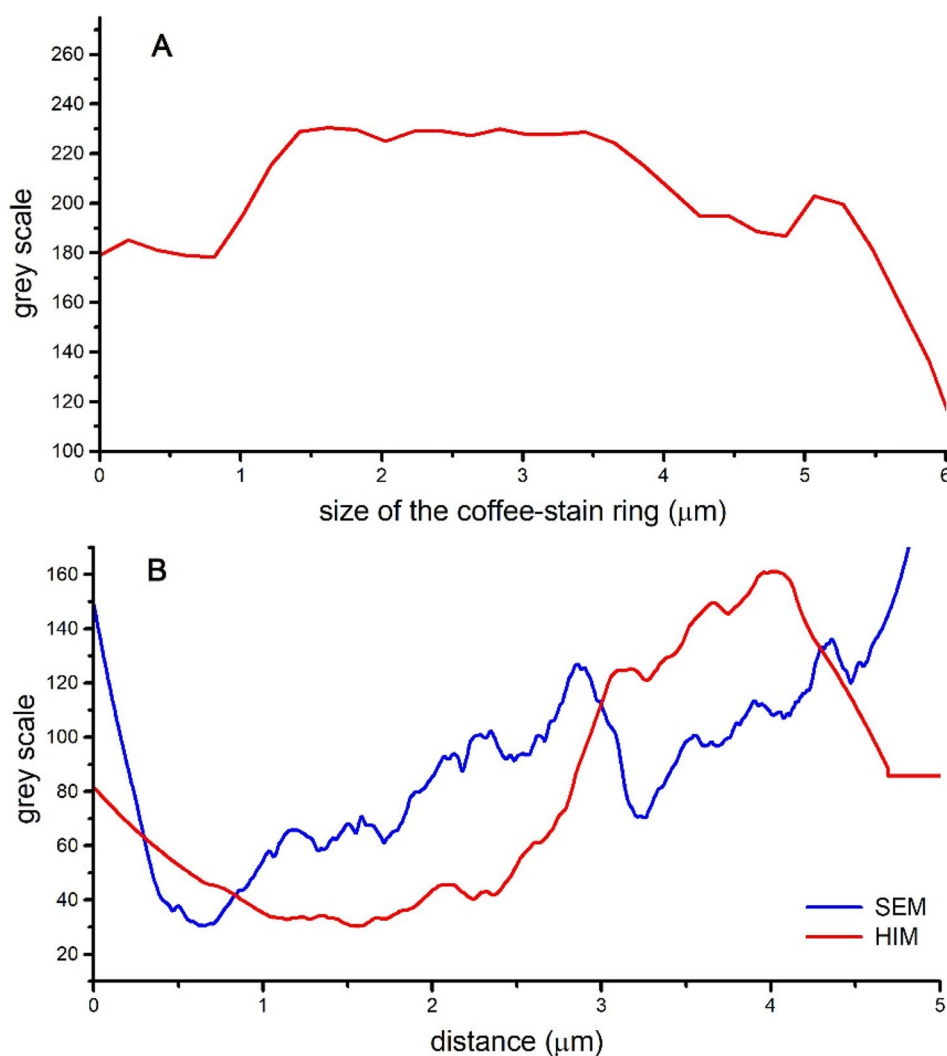 A
260
240
220
200
180
160
140
120
100
0 1 2 3 4 5 6
grey scale
size of the coffee-stain ring (μm)
B
160
140
120
100
80
60
40
20
0 1 2 3 4 5
grey scale
SEM
HIM
distance (μm)